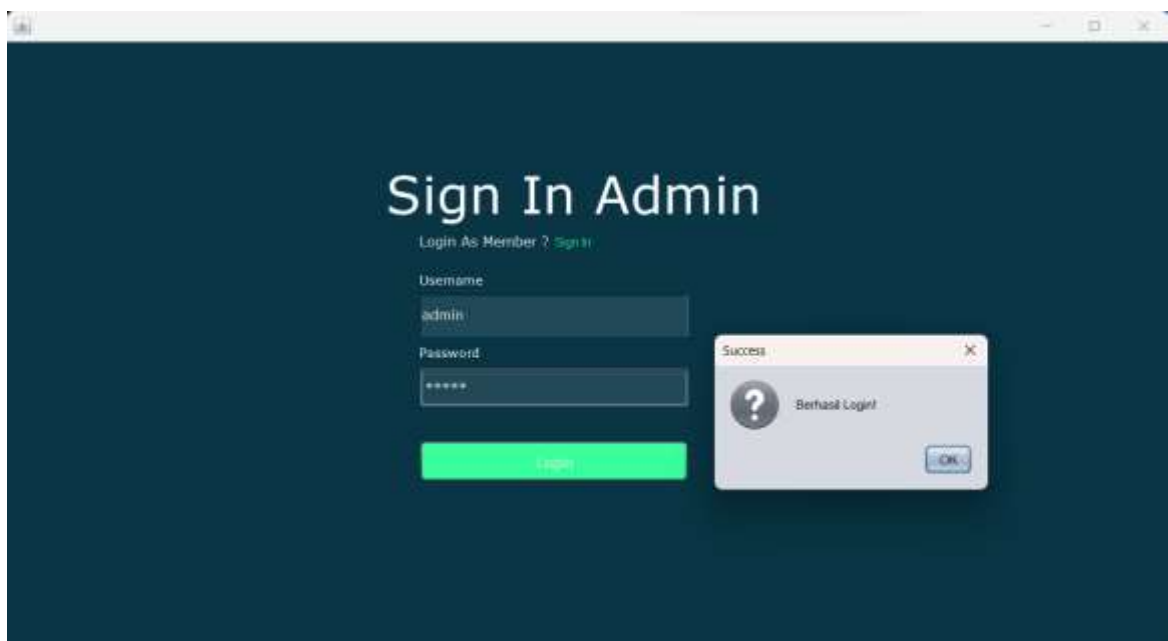 Sign In Admin
Login As Member ? Sign In
Username
admin
Password
*****
Login
Success
Berhasil Login!
OK